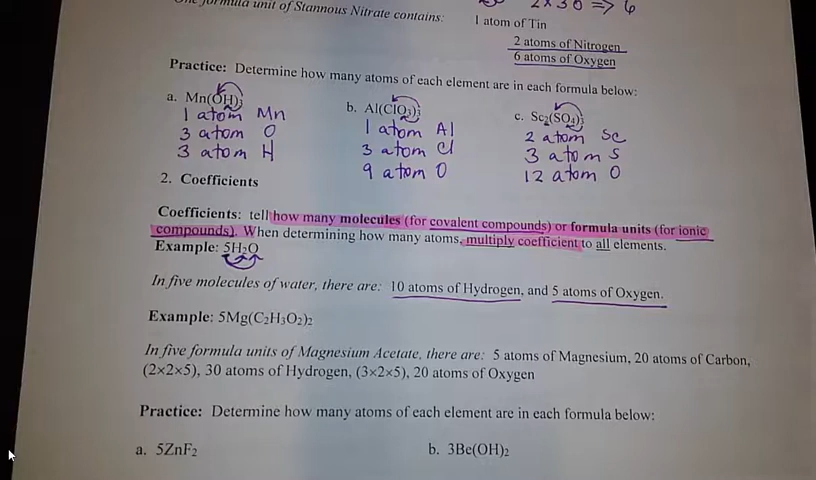 One formula unit of Stannous Nitrate contains:
2 x 3 0 => 6
1 atom of Tin
2 atoms of Nitrogen
6 atoms of Oxygen
Practice: Determine how many atoms of each element are in each formula below:
a. Mn(OH)3
1 atom Mn
3 atom O
3 atom H
b. Al(ClO3)3
1 atom Al
3 atom Cl
9 atom O
c. Sc2(SO4)3
2 atom Sc
3 atom S
12 atom O
2. Coefficients
Coefficients: tell how many molecules (for covalent compounds) or formula units (for ionic
compounds). When determining how many atoms, multiply coefficient to all elements.
Example: 5H2O
In five molecules of water, there are: 10 atoms of Hydrogen, and 5 atoms of Oxygen.
Example: 5Mg(C2H3O2)2
In five formula units of Magnesium Acetate, there are: 5 atoms of Magnesium, 20 atoms of Carbon,
(2×2×5), 30 atoms of Hydrogen, (3×2×5), 20 atoms of Oxygen
Practice: Determine how many atoms of each element are in each formula below:
a. 5ZnF2
b. 3Be(OH)2